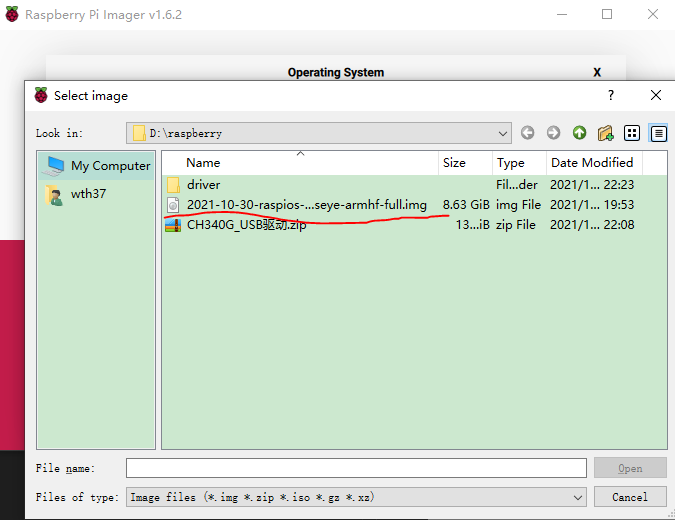 Raspberry Pi Imager v1.6.2
Operating System X
Select image ?
Look in: D:\raspberry
My Computer
wth37
Name Size Type Date Modified
driver Fil...der 2021/1... 22:23
2021-10-30-raspios-...seye-armhf-full.img 8.63 GiB img File 2021/1... 19:53
CH340G_USB驱动.zip 13...iB zip File 2021/1... 22:08
File name: Open
Files of type: Image files (*.img *.zip *.iso *.gz *.xz) Cancel